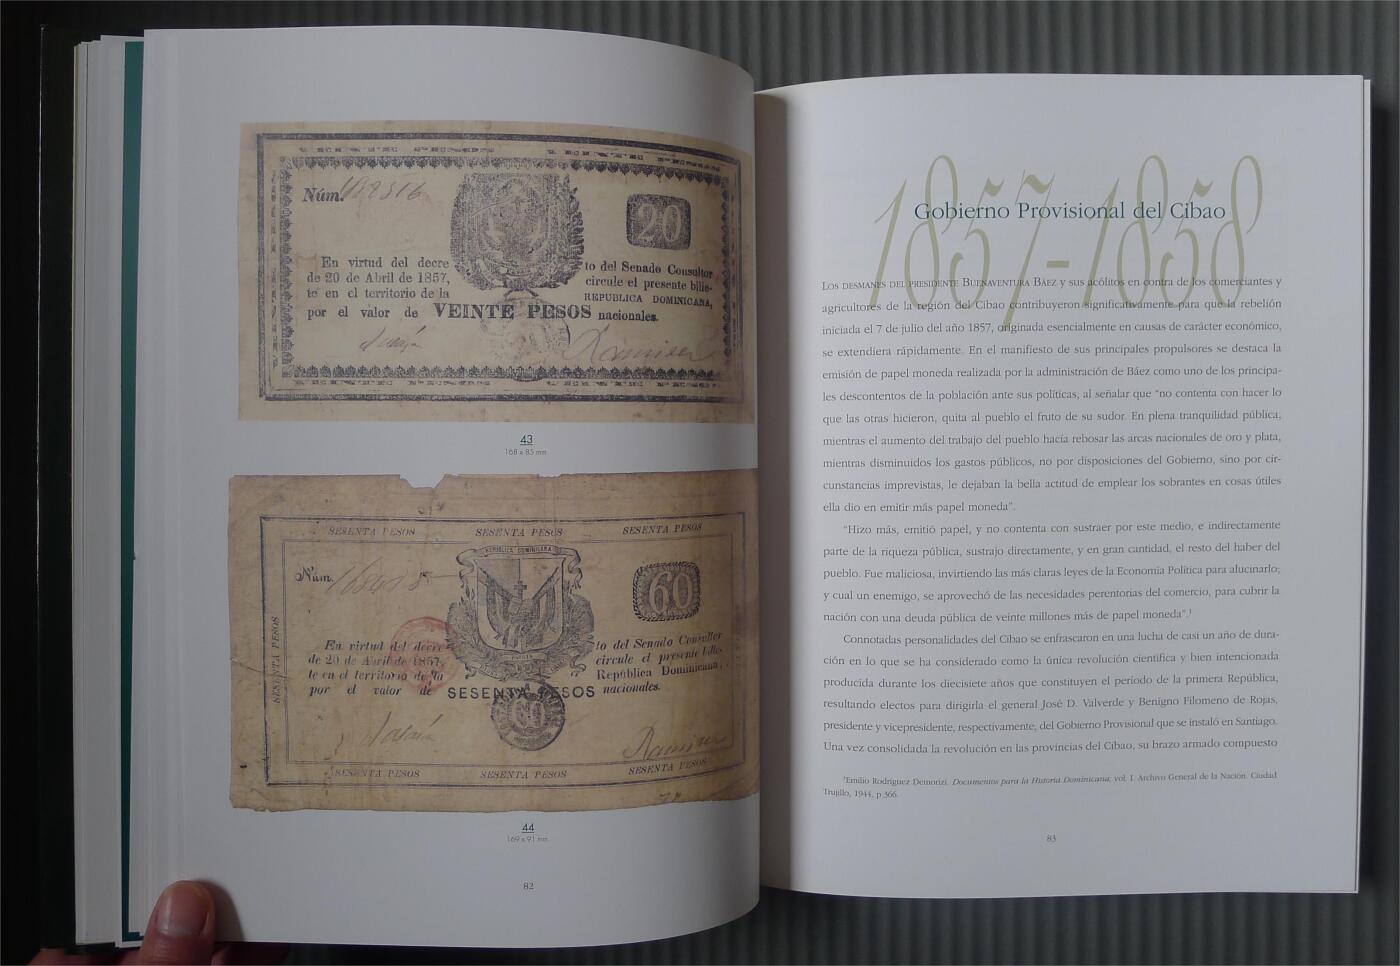 VEINTE PESOS VEINTE PESOS
Núm.
20
En virtud del decre to del Senado Consultor
de 20 de Abril de 1857, circule el presente bille-
te en el territorio de la REPUBLICA DOMINICANA,
por el valor de VEINTE PESOS nacionales.
Ramirez
VEINTE PESOS VEINTE PESOS
43
168 x 85 mm
SESENTA PESOS SESENTA PESOS SESENTA PESOS
REPUBLICA DOMINICANA
Núm.
60
SESENTA PESOS
En virtud del decre to del Senado Consultor
de 20 de Abril de 1857, circule el presente bille-
te en el territorio de la República Dominicana,
por el valor de SESENTA PESOS nacionales.
60
Ramirez
SESENTA PESOS SESENTA PESOS SESENTA PESOS
44
169 x 91 mm
82
1857-1858
Gobierno Provisional del Cibao
Los desmanes del presidente Buenaventura Báez y sus acólitos en contra de los comerciantes y
agricultores de la región del Cibao contribuyeron significativamente para que la rebelión
iniciada el 7 de julio del año 1857, originada esencialmente en causas de carácter económico,
se extendiera rápidamente. En el manifiesto de sus principales propulsores se destaca la
emisión de papel moneda realizada por la administración de Báez como uno de los principa-
les descontentos de la población ante sus políticas, al señalar que "no contenta con hacer lo
que las otras hicieron, quita al pueblo el fruto de su sudor. En plena tranquilidad pública,
mientras el aumento del trabajo del pueblo hacía rebosar las arcas nacionales de oro y plata,
mientras disminuidos los gastos públicos, no por disposiciones del Gobierno, sino por cir-
cunstancias imprevistas, le dejaban la bella actitud de emplear los sobrantes en cosas útiles
ella dio en emitir más papel moneda".
"Hizo más, emitió papel, y no contenta con sustraer por este medio, e indirectamente
parte de la riqueza pública, sustrajo directamente, y en gran cantidad, el resto del haber del
pueblo. Fue maliciosa, invirtiendo las más claras leyes de la Economía Política para alucinarlo;
y cual un enemigo, se aprovechó de las necesidades perentorias del comercio, para cubrir la
nación con una deuda pública de veinte millones más de papel moneda".¹
Connotadas personalidades del Cibao se enfrascaron en una lucha de casi un año de dura-
ción en lo que se ha considerado como la única revolución científica y bien intencionada
producida durante los diecisiete años que constituyen el período de la primera República,
resultando electos para dirigirla el general José D. Valverde y Benigno Filomeno de Rojas,
presidente y vicepresidente, respectivamente, del Gobierno Provisional que se instaló en Santiago.
Una vez consolidada la revolución en las provincias del Cibao, su brazo armado compuesto
¹Emilio Rodríguez Demorizi. Documentos para la Historia Dominicana, vol. I. Archivo General de la Nación. Ciudad
Trujillo, 1944, p.366.
83